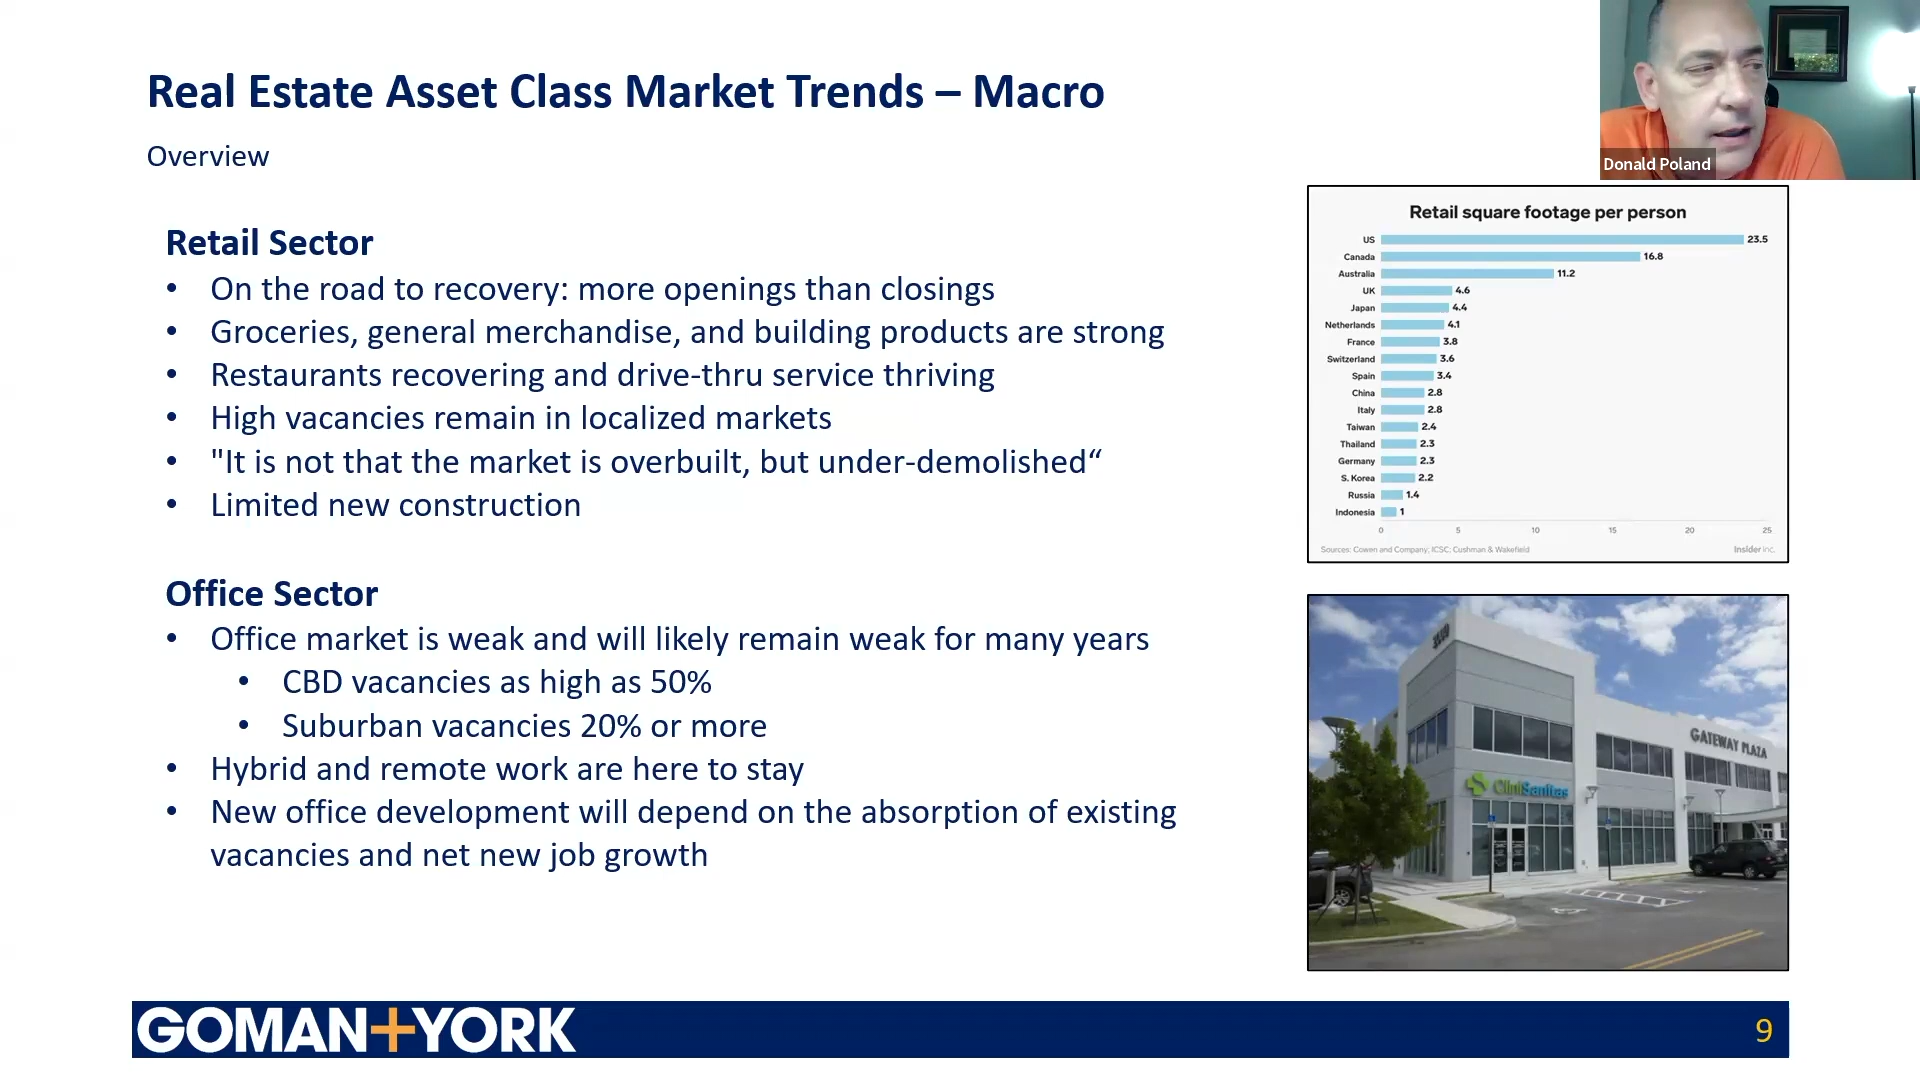 Real Estate Asset Class Market Trends – Macro
Overview
Donald Poland
Retail Sector
• On the road to recovery: more openings than closings
• Groceries, general merchandise, and building products are strong
• Restaurants recovering and drive-thru service thriving
• High vacancies remain in localized markets
• "It is not that the market is overbuilt, but under-demolished“
• Limited new construction
Office Sector
• Office market is weak and will likely remain weak for many years
• CBD vacancies as high as 50%
• Suburban vacancies 20% or more
• Hybrid and remote work are here to stay
• New office development will depend on the absorption of existing
vacancies and net new job growth
Retail square footage per person
US 23.5
Canada 16.8
Australia 11.2
UK 4.6
Japan 4.4
Netherlands 4.1
France 3.8
Switzerland 3.6
Spain 3.4
China 2.8
Italy 2.8
Taiwan 2.4
Thailand 2.3
Germany 2.3
S. Korea 2.2
Russia 1.4
Indonesia 1
0 5 10 15 20 25
Sources: Cowen and Company; ICSC; Cushman & Wakefield
Insider Inc.
GATEWAY PLAZA
CliniSanitas
GOMAN+YORK
9